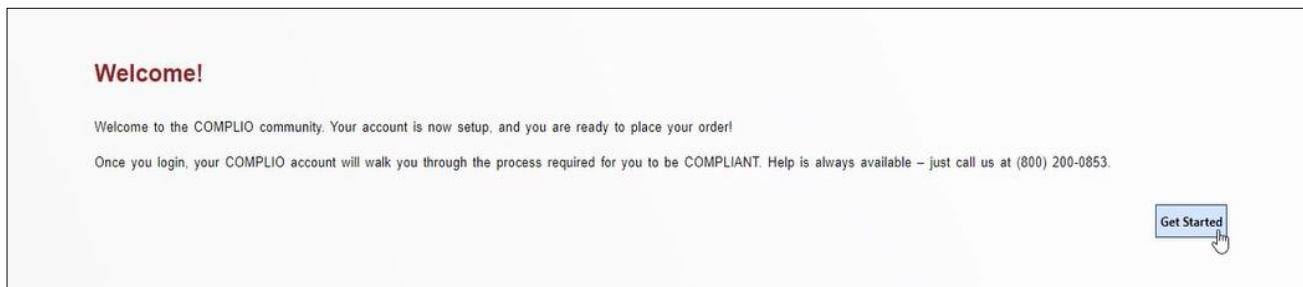 Welcome!
Welcome to the COMPLIO community. Your account is now setup, and you are ready to place your order!
Once you login, your COMPLIO account will walk you through the process required for you to be COMPLIANT. Help is always available – just call us at (800) 200-0853.
Get Started